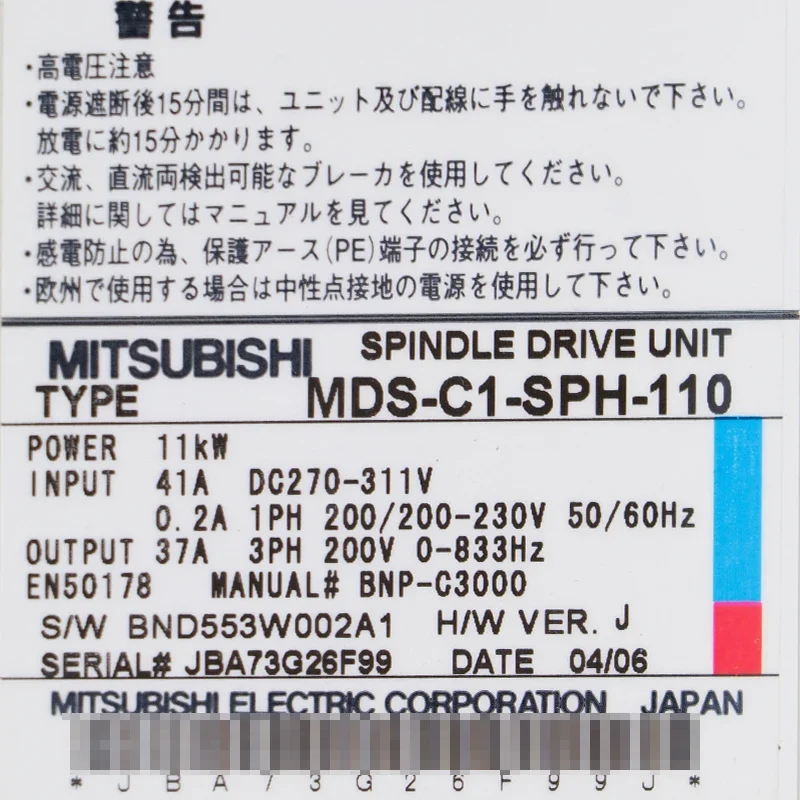 警告
・高電圧注意
・電源遮断後15分間は、ユニット及び配線に手を触れないで下さい。
放電に約15分かかります。
・交流、直流両検出可能なブレーカを使用してください。
詳細に関してはマニュアルを見てください。
・感電防止の為、保護アース(PE)端子の接続を必ず行って下さい。
・欧州で使用する場合は中性点接地の電源を使用して下さい。
MITSUBISHI SPINDLE DRIVE UNIT
TYPE MDS-C1-SPH-110
POWER 11kW
INPUT 41A DC270-311V
0.2A 1PH 200/200-230V 50/60Hz
OUTPUT 37A 3PH 200V 0-833Hz
EN50178 MANUAL# BNP-C3000
S/W BND553W002A1 H/W VER. J
SERIAL# JBA73G26F99 DATE 04/06
MITSUBISHI ELECTRIC CORPORATION JAPAN
* J B A 7 3 G 2 6 F 9 9 J *